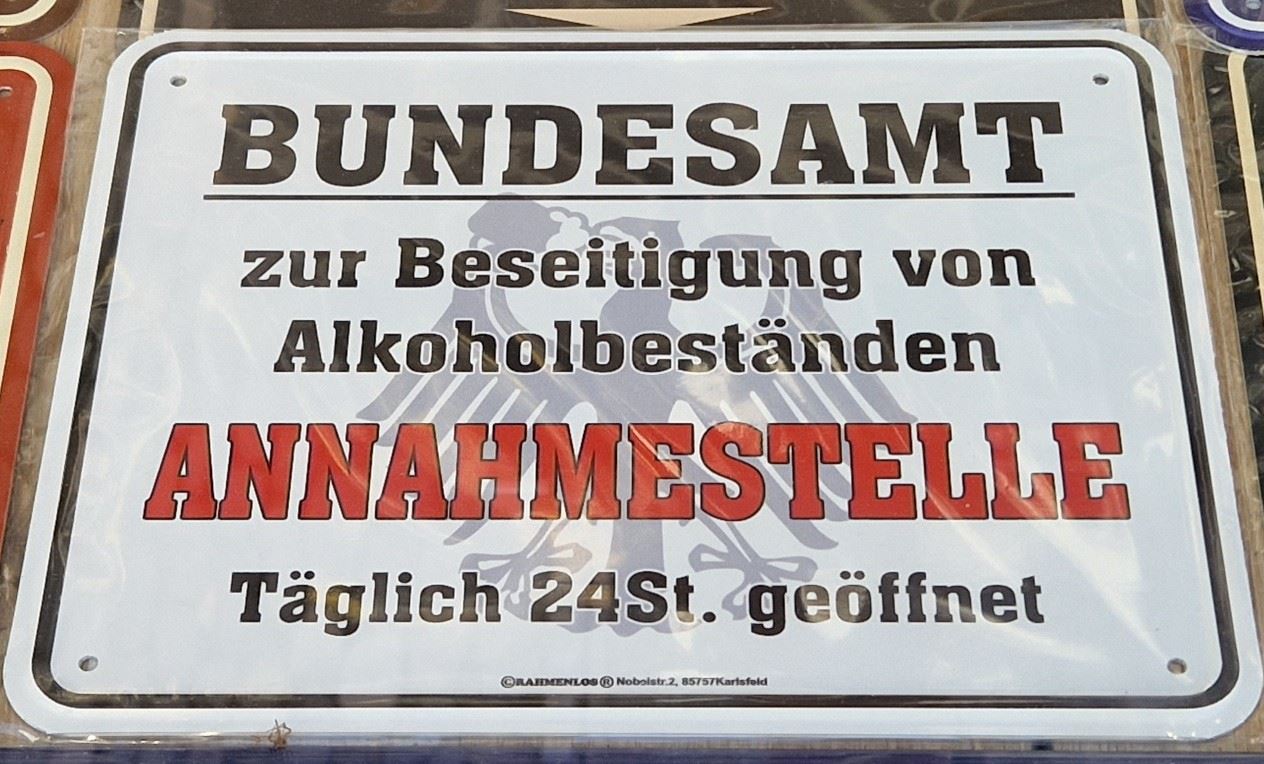 BUNDESAMT
zur Beseitigung von
Alkoholbeständen
ANNAHMESTELLE
Täglich 24St. geöffnet
©RAHMENLOS® Nobelstr.2, 85757Karlsfeld